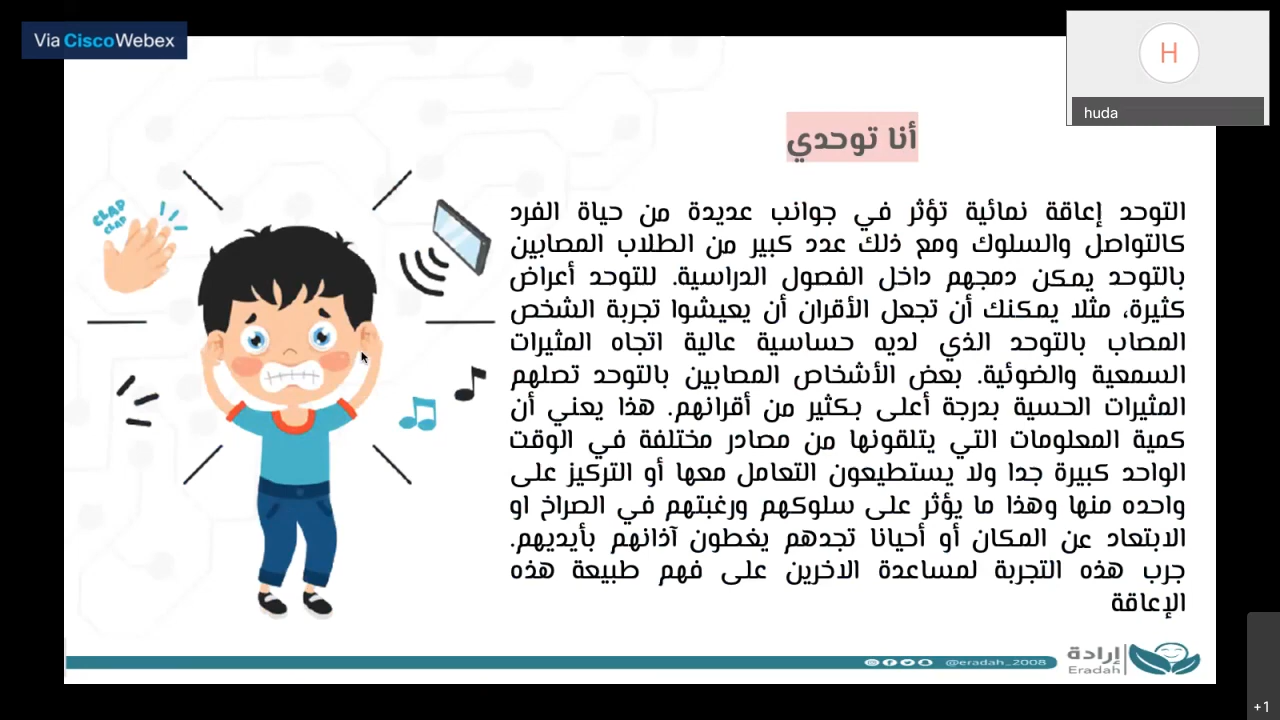 Via Cisco Webex
H
huda
أنا توحدي
التوحد إعاقة نمائية تؤثر في جوانب عديدة من حياة الفرد
كالتواصل والسلوك ومع ذلك عدد كبير من الطلاب المصابين
بالتوحد يمكن دمجهم داخل الفصول الدراسية. للتوحد أعراض
كثيرة، مثلا يمكنك أن تجعل الأقران أن يعيشوا تجربة الشخص
المصاب بالتوحد الذي لديه حساسية عالية اتجاه المثيرات
السمعية والضوئية. بعض الأشخاص المصابين بالتوحد تصلهم
المثيرات الحسية بدرجة أعلى بكثير من أقرانهم. هذا يعني أن
كمية المعلومات التي يتلقونها من مصادر مختلفة في الوقت
الواحد كبيرة جدا ولا يستطيعون التعامل معها أو التركيز على
واحده منها وهذا ما يؤثر على سلوكهم ورغبتهم في الصراخ او
الابتعاد عن المكان أو أحيانا تجدهم يغطون آذانهم بأيديهم.
جرب هذه التجربة لمساعدة الاخرين على فهم طبيعة هذه
الإعاقة
CLAP
CLAP
@eradah_2008
إرادة
Eradah
+1